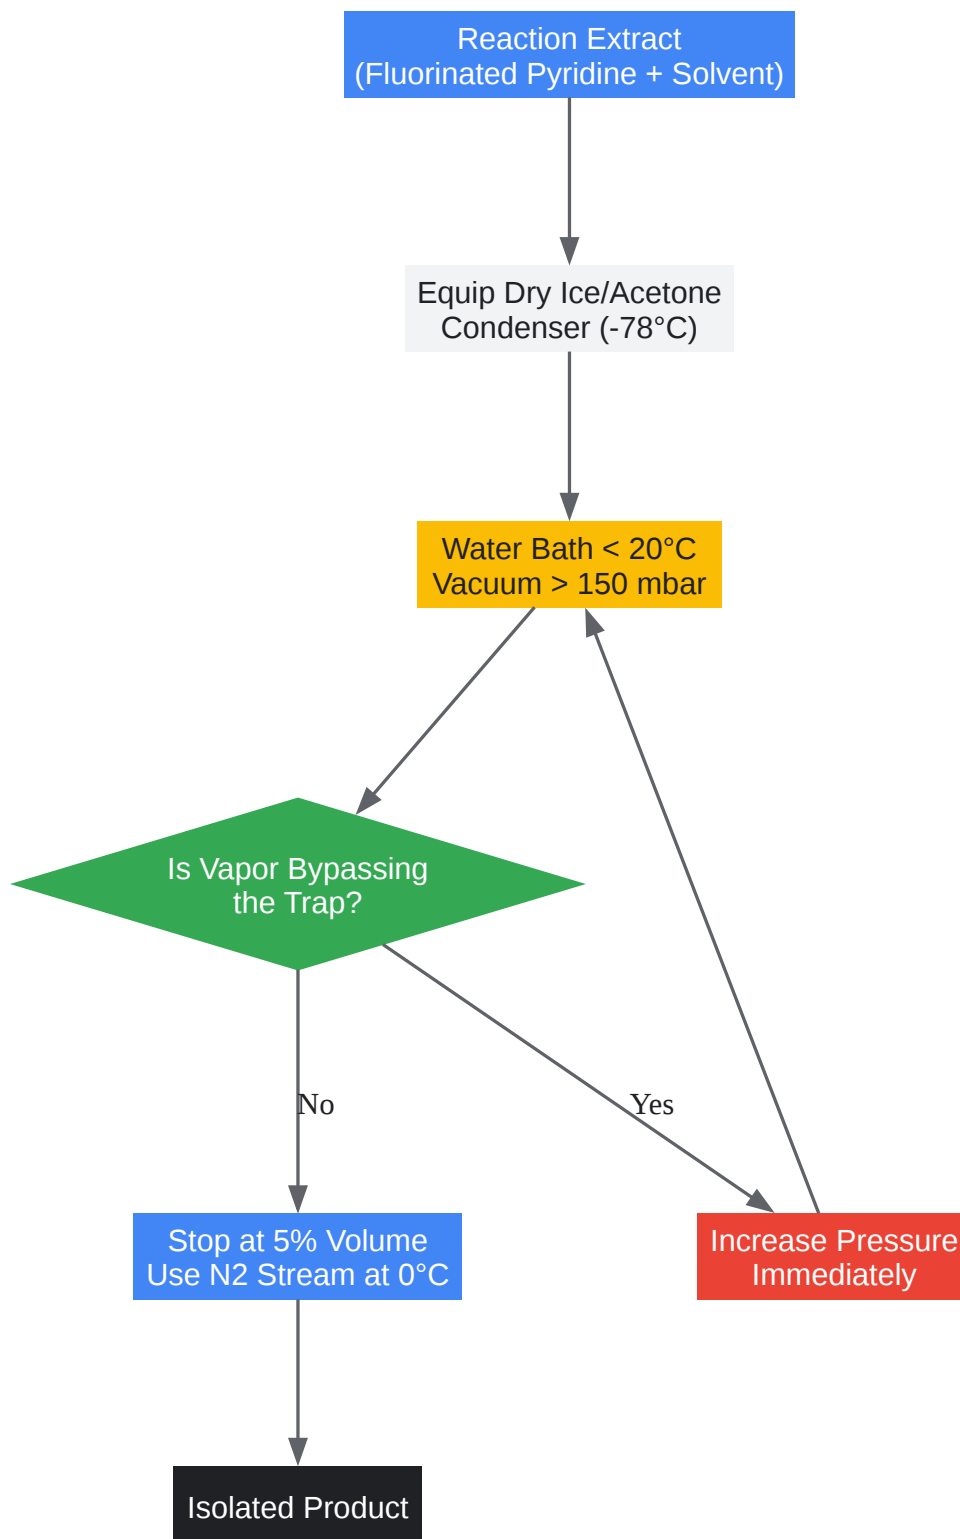 Reaction Extract
(Fluorinated Pyridine + Solvent)
Equip Dry Ice/Acetone
Condenser (-78°C)
Water Bath < 20°C
Vacuum > 150 mbar
Is Vapor Bypassing
the Trap?
No
Yes
Stop at 5% Volume
Use N2 Stream at 0°C
Increase Pressure
Immediately
Isolated Product